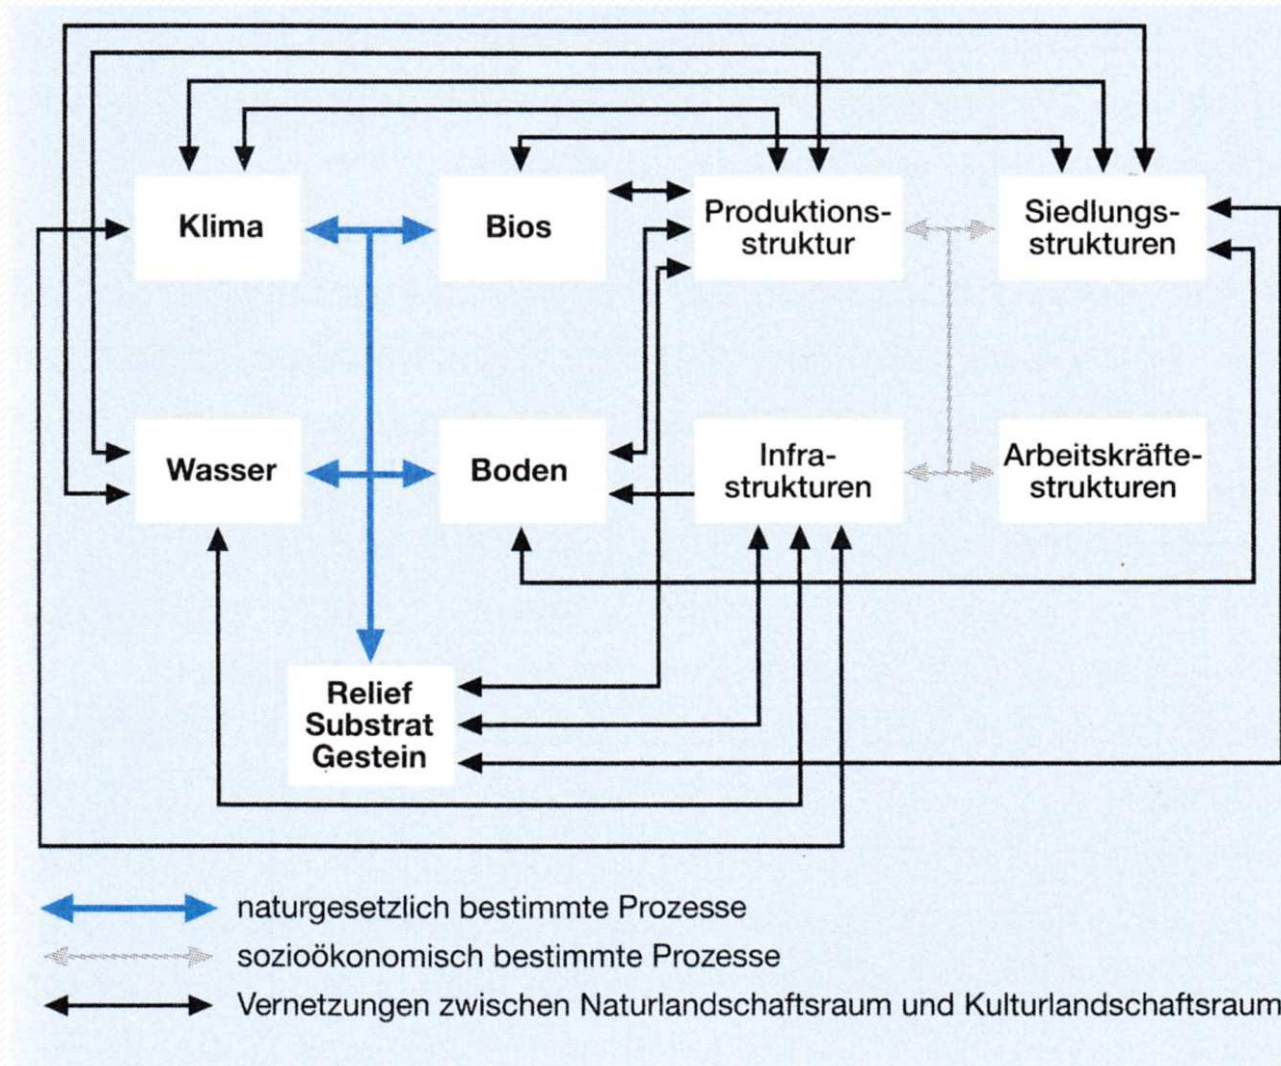 Klima
Bios
Produktions-
struktur
Siedlungs-
strukturen
Wasser
Boden
Infra-
strukturen
Arbeitskräfte-
strukturen
Relief
Substrat
Gestein
naturgesetzlich bestimmte Prozesse
sozioökonomisch bestimmte Prozesse
Vernetzungen zwischen Naturlandschaftsraum und Kulturlandschaftsraum